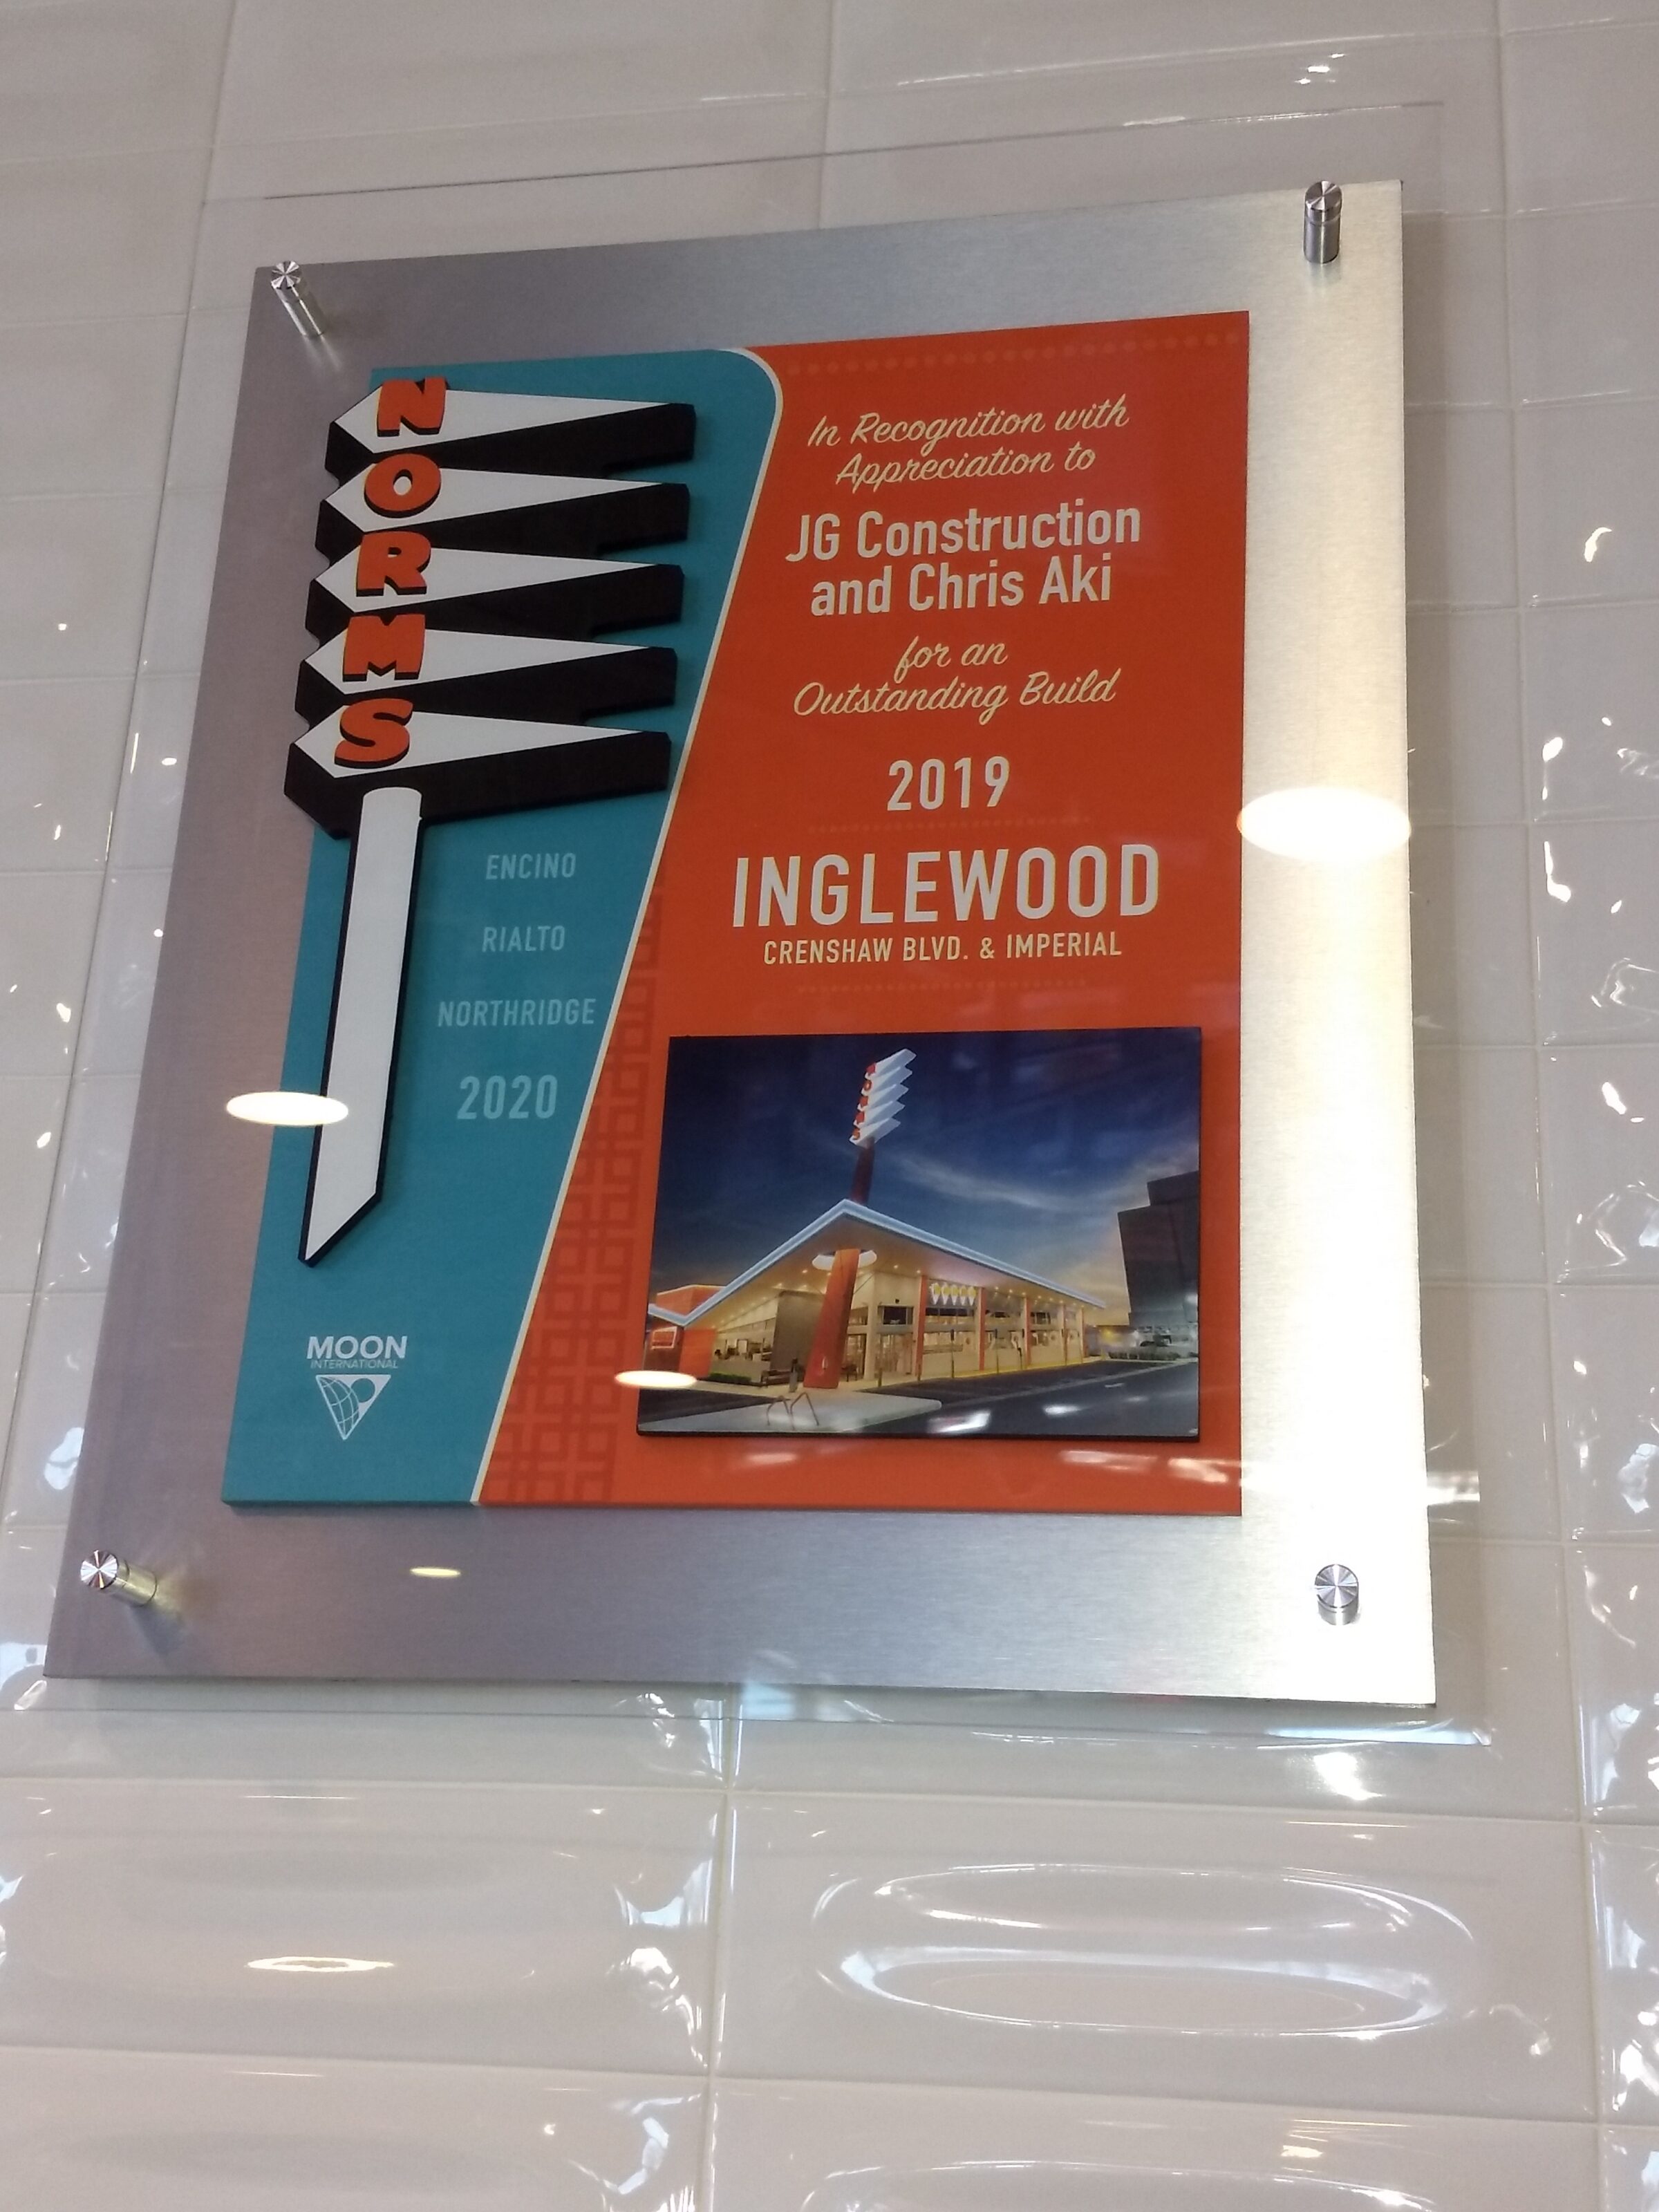 NORMS
In Recognition with
Appreciation to
JG Construction
and Chris Aki
for an
Outstanding Build
2019
INGLEWOOD
CRENSHAW BLVD. & IMPERIAL
ENCINO
RIALTO
NORTHRIDGE
2020
NORMS
MOON
INTERNATIONAL